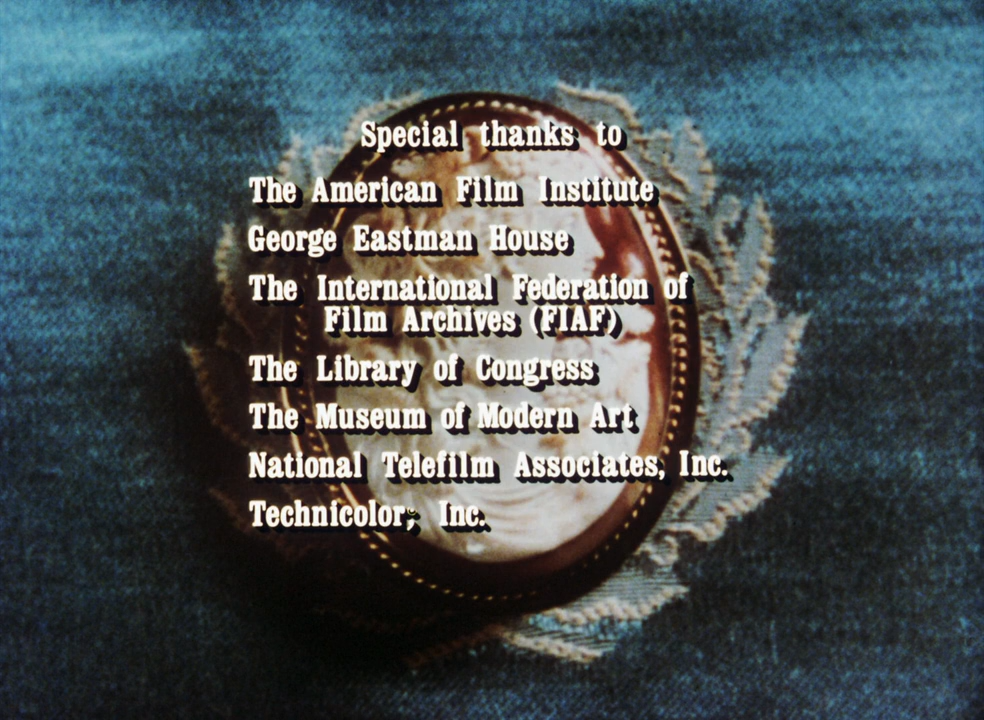 Special thanks to
The American Film Institute
George Eastman House
The International Federation of
Film Archives (FIAF)
The Library of Congress
The Museum of Modern Art
National Telefilm Associates, Inc.
Technicolor, Inc.